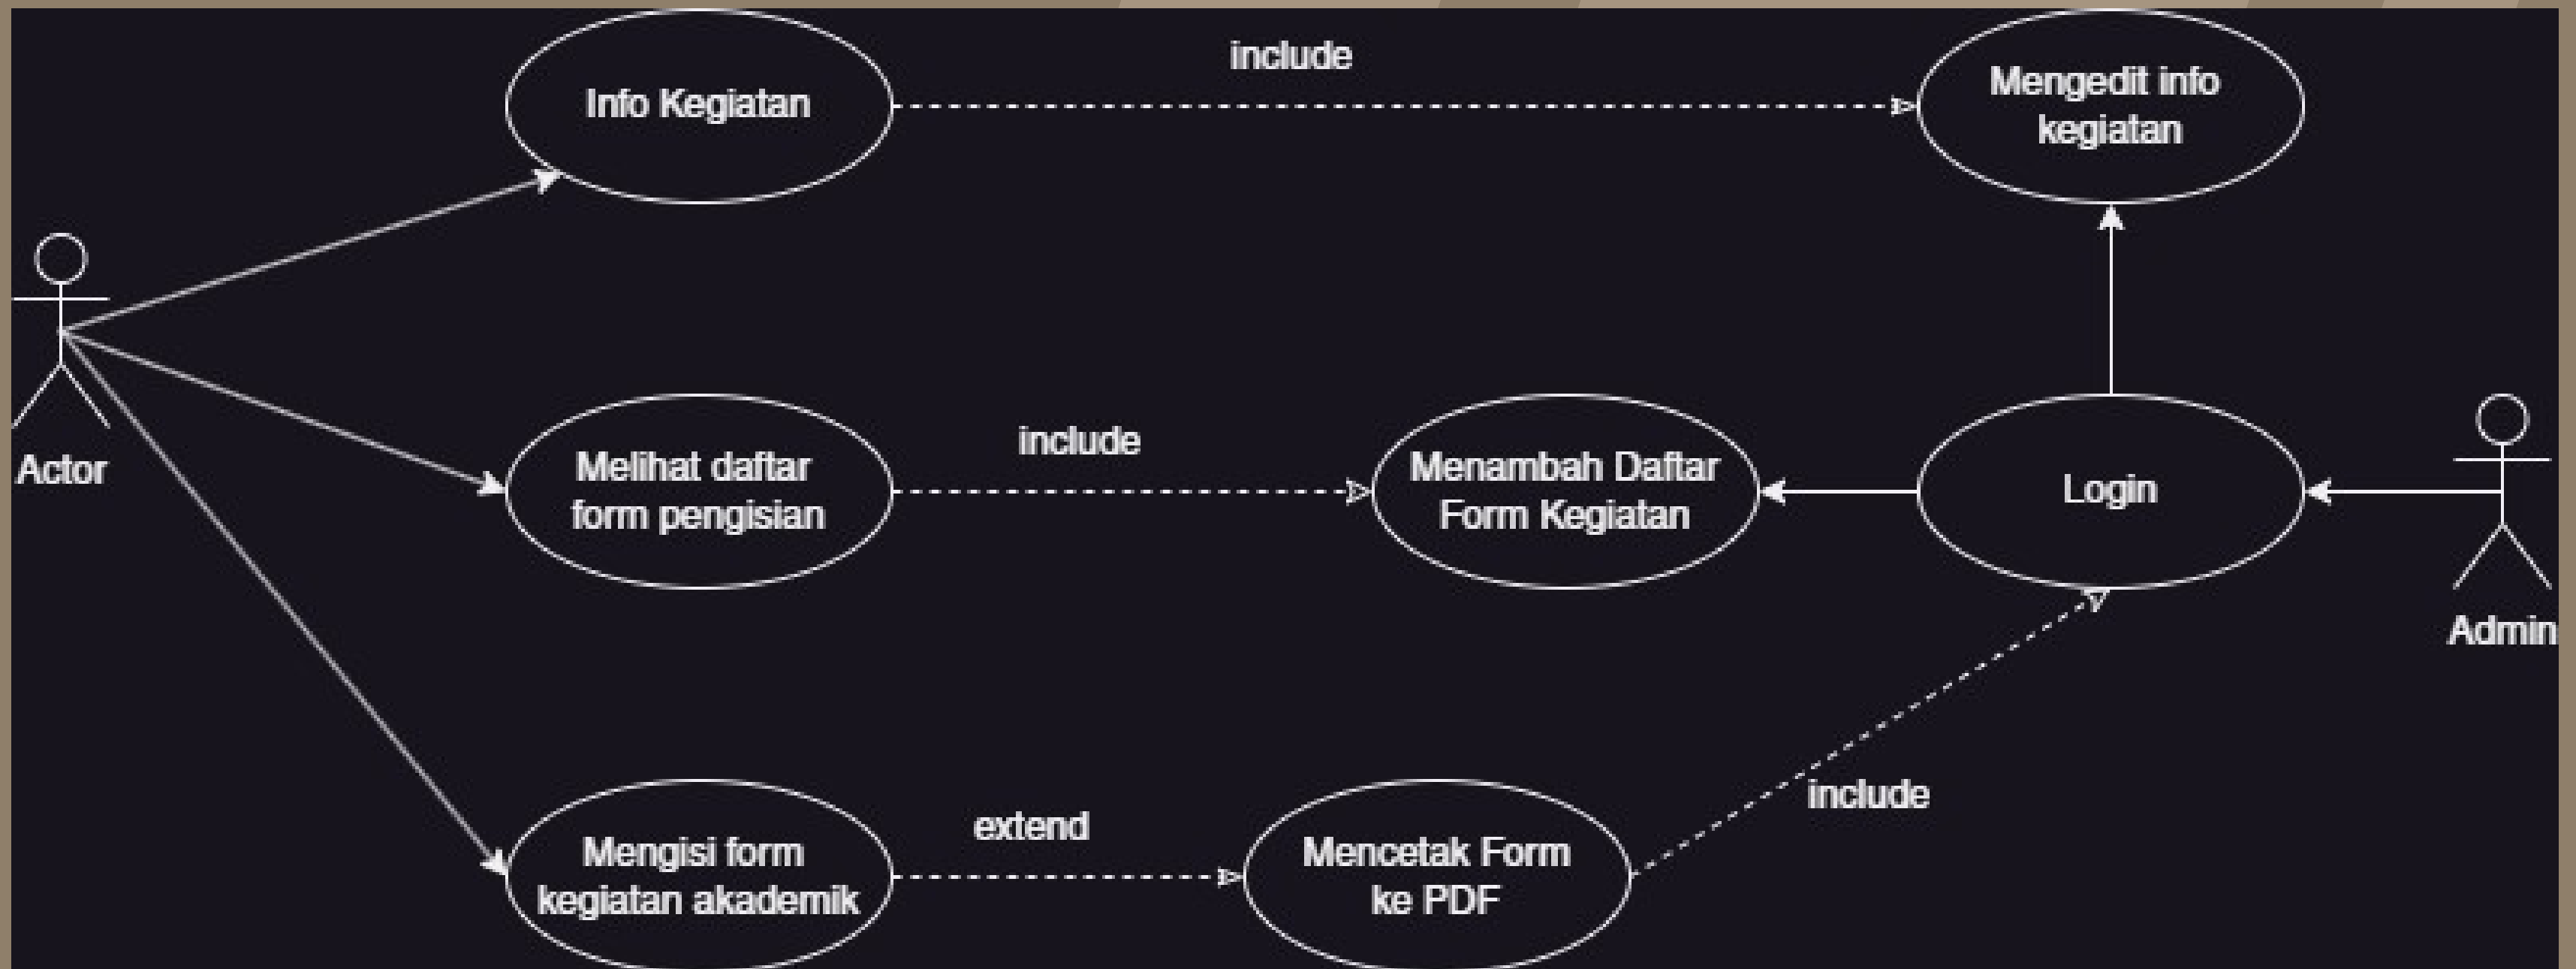 include
Info Kegiatan
Mengedit info
kegiatan
Actor
Melihat daftar
form pengisian
include
Menambah Daftar
Form Kegiatan
Login
Admin
Mengisi form
kegiatan akademik
extend
Mencetak Form
ke PDF
include